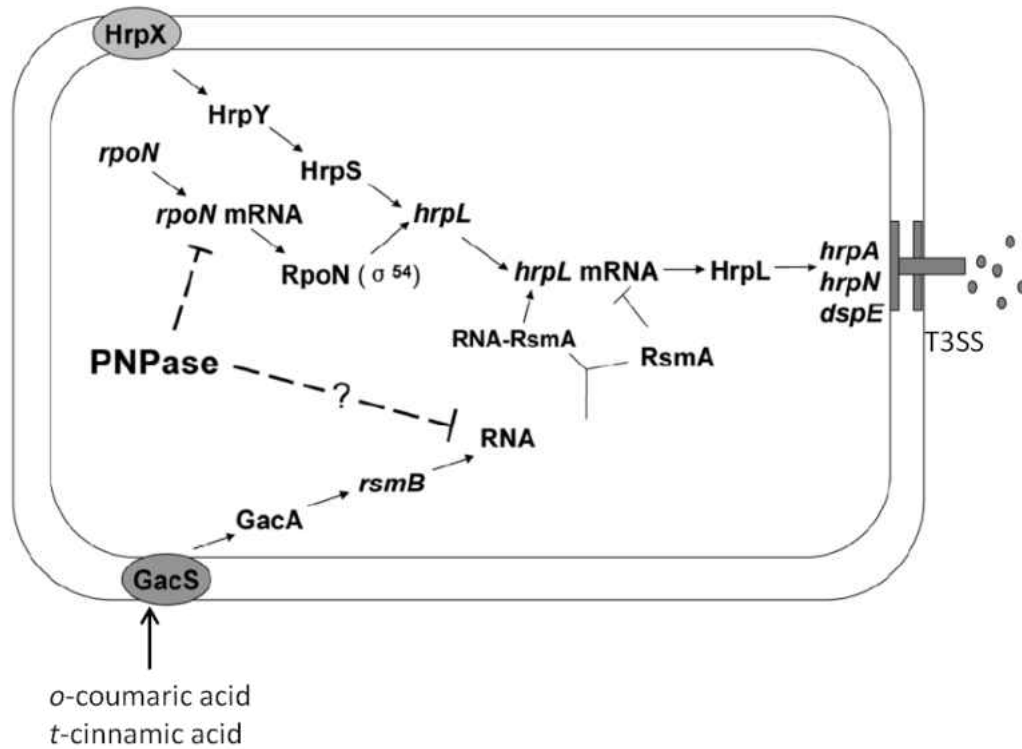 HrpX
HrpY
rpoN
HrpS
rpoN mRNA
hrpL
RpoN (σ 54)
hrpL mRNA
HrpL
hrpA
hrpN
dspE
T3SS
RNA-RsmA
RsmA
PNPase
?
RNA
rsmB
GacA
GacS
o-coumaric acid
t-cinnamic acid